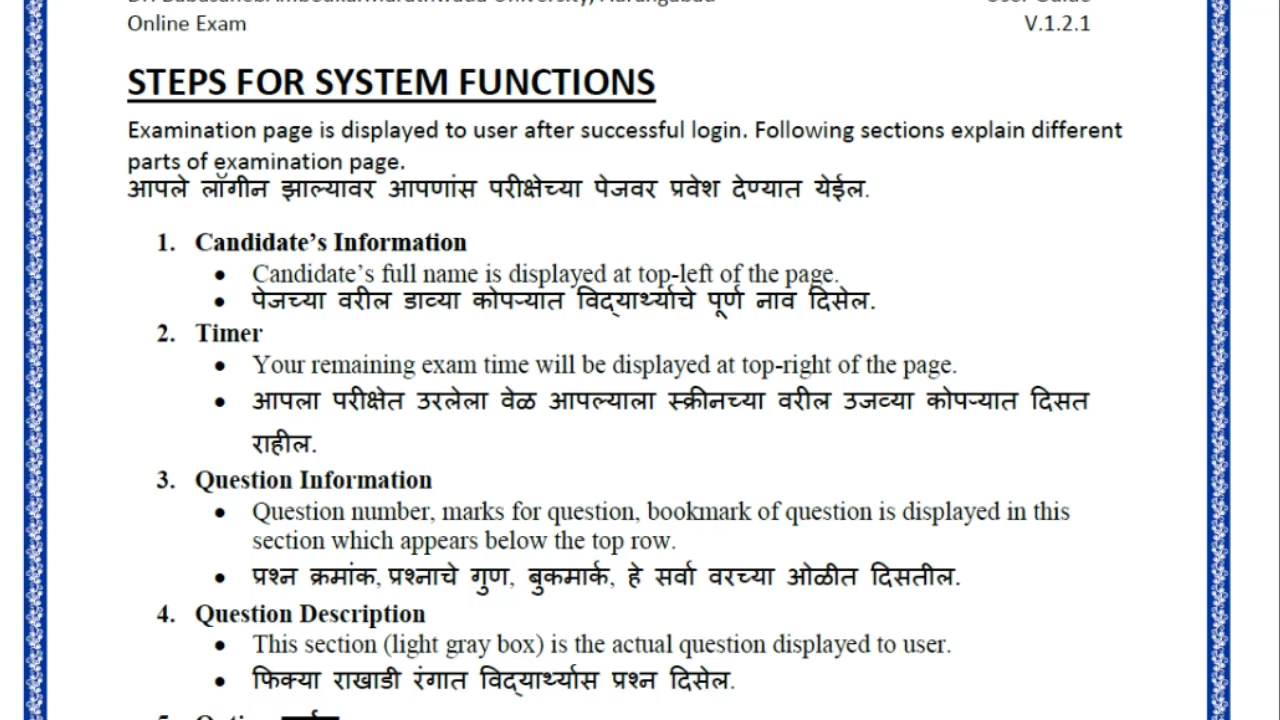 Online Exam V.1.2.1
STEPS FOR SYSTEM FUNCTIONS
Examination page is displayed to user after successful login. Following sections explain different
parts of examination page.
आपले लॉगीन झाल्यावर आपणांस परीक्षेच्या पेजवर प्रवेश देण्यात येईल.
1. Candidate’s Information
• Candidate’s full name is displayed at top-left of the page.
• पेजच्या वरील डाव्या कोपऱ्यात विद्यार्थ्याचे पूर्ण नाव दिसेल.
2. Timer
• Your remaining exam time will be displayed at top-right of the page.
• आपला परीक्षेत उरलेला वेळ आपल्याला स्क्रीनच्या वरील उजव्या कोपऱ्यात दिसत
राहील.
3. Question Information
• Question number, marks for question, bookmark of question is displayed in this
section which appears below the top row.
• प्रश्न क्रमांक, प्रश्नाचे गुण, बुकमार्क, हे सर्वा वरच्या ओळीत दिसतील.
4. Question Description
• This section (light gray box) is the actual question displayed to user.
• फिक्या राखाडी रंगात विद्यार्थ्यास प्रश्न दिसेल.